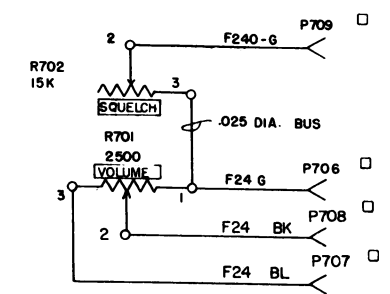 P709
2 F240-G
R702
15K
3
SQUELCH
.025 DIA. BUS
R701
2500
VOLUME
P706
3 1 F24 G
P708
2 F24 BK
P707
F24 BL